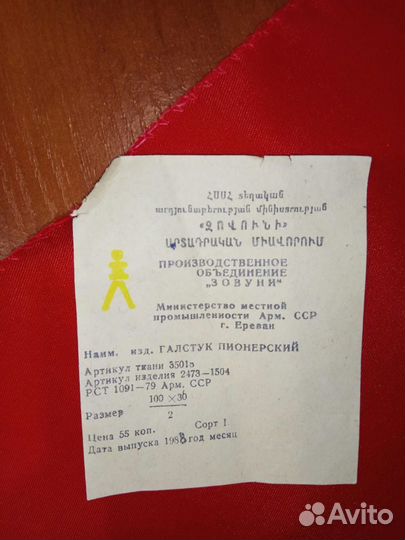 ՀՍՍՀ տեղական
արդյունաբերության մինիստրության
«ԶՈՎՈՒՆԻ»
ԱՐՏԱԴՐԱԿԱՆ ՄԻԱՎՈՐՈՒՄ
ПРОИЗВОДСТВЕННОЕ
ОБЪЕДИНЕНИЕ
„ЗОВУНИ“
Министерство местной
промышленности Арм. ССР
г. Ереван
Наим. изд. ГАЛСТУК ПИОНЕРСКИЙ
Артикул ткани 35018
Артикул изделия 2473—1504
РСТ 1091—79 Арм. ССР
100 ×30
Размер 2
Сорт I
Цена 55 коп.
Дата выпуска 1988 год месяц
Avito